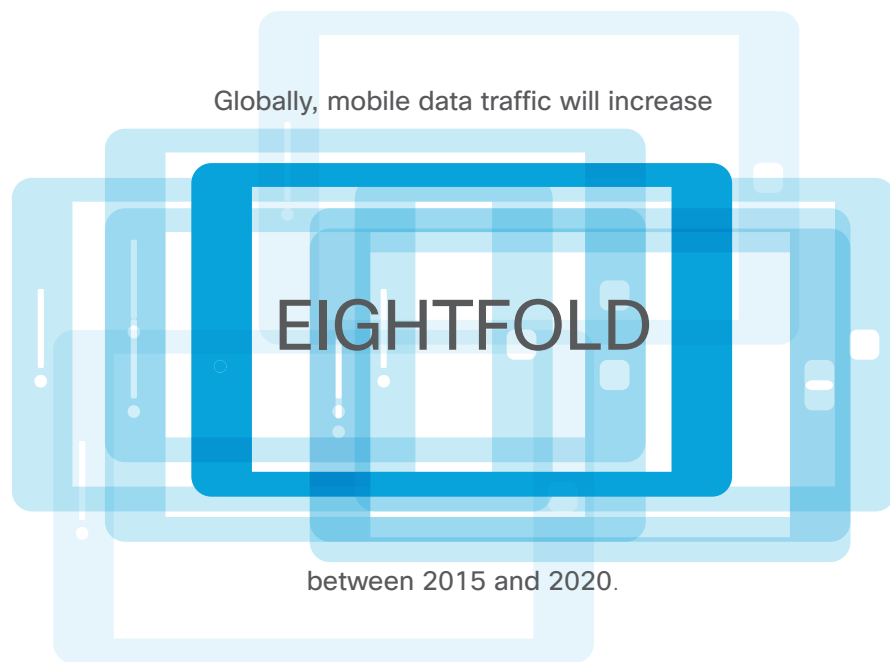 Globally, mobile data traffic will increase
EIGHTFOLD
between 2015 and 2020.